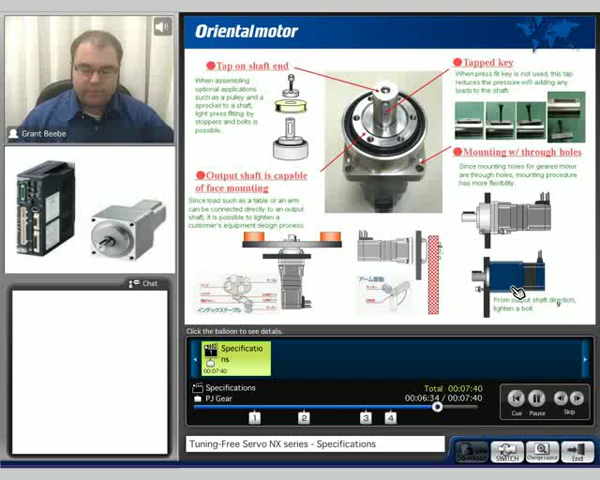 Orientalmotor
Tap on shaft end
When assembling
optional applications
such as a pulley and a
sprocket to a shaft,
light press fitting by
stoppers and bolts is
possible.
Tapped key
When press fit key is not used, this tap
reduces the pressure w/o adding any
loads to the shaft.
Mounting w/ through holes
Since mounting holes for geared motor
are through holes, mounting procedure
has more flexibility.
Output shaft is capable
of face mounting
Since load such as a table or an arm
can be connected directly to an output
shaft, it is possible to lighten a
customer's equipment design process.
インデックステーブル
アーム駆動
From output shaft direction,
lighten a bolt
9
Grant Beebe
Chat
Click the balloon to see details.
Specificatio
ns
00:07:40
Specifications
PJ Gear
Total 00:07:40
00:06:34 / 00:07:40
1 2 3 4
Cue Pause Skip
Tuning-Free Servo NX series - Specifications
SWITCH Change Layout End